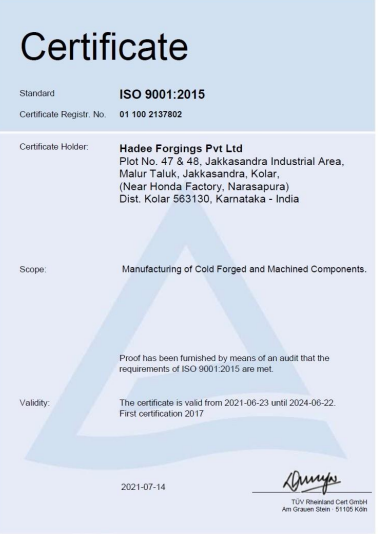 Certificate
Standard ISO 9001:2015
Certificate Registr. No. 01 100 2137802
Certificate Holder: Hadee Forgings Pvt Ltd
Plot No. 47 & 48, Jakkasandra Industrial Area,
Malur Taluk, Jakkasandra, Kolar,
(Near Honda Factory, Narasapura)
Dist. Kolar 563130, Karnataka - India
Scope: Manufacturing of Cold Forged and Machined Components.
Proof has been furnished by means of an audit that the
requirements of ISO 9001:2015 are met.
Validity: The certificate is valid from 2021-06-23 until 2024-06-22.
First certification 2017
2021-07-14
TÜV Rheinland Cert GmbH
Am Grauen Stein · 51105 Köln